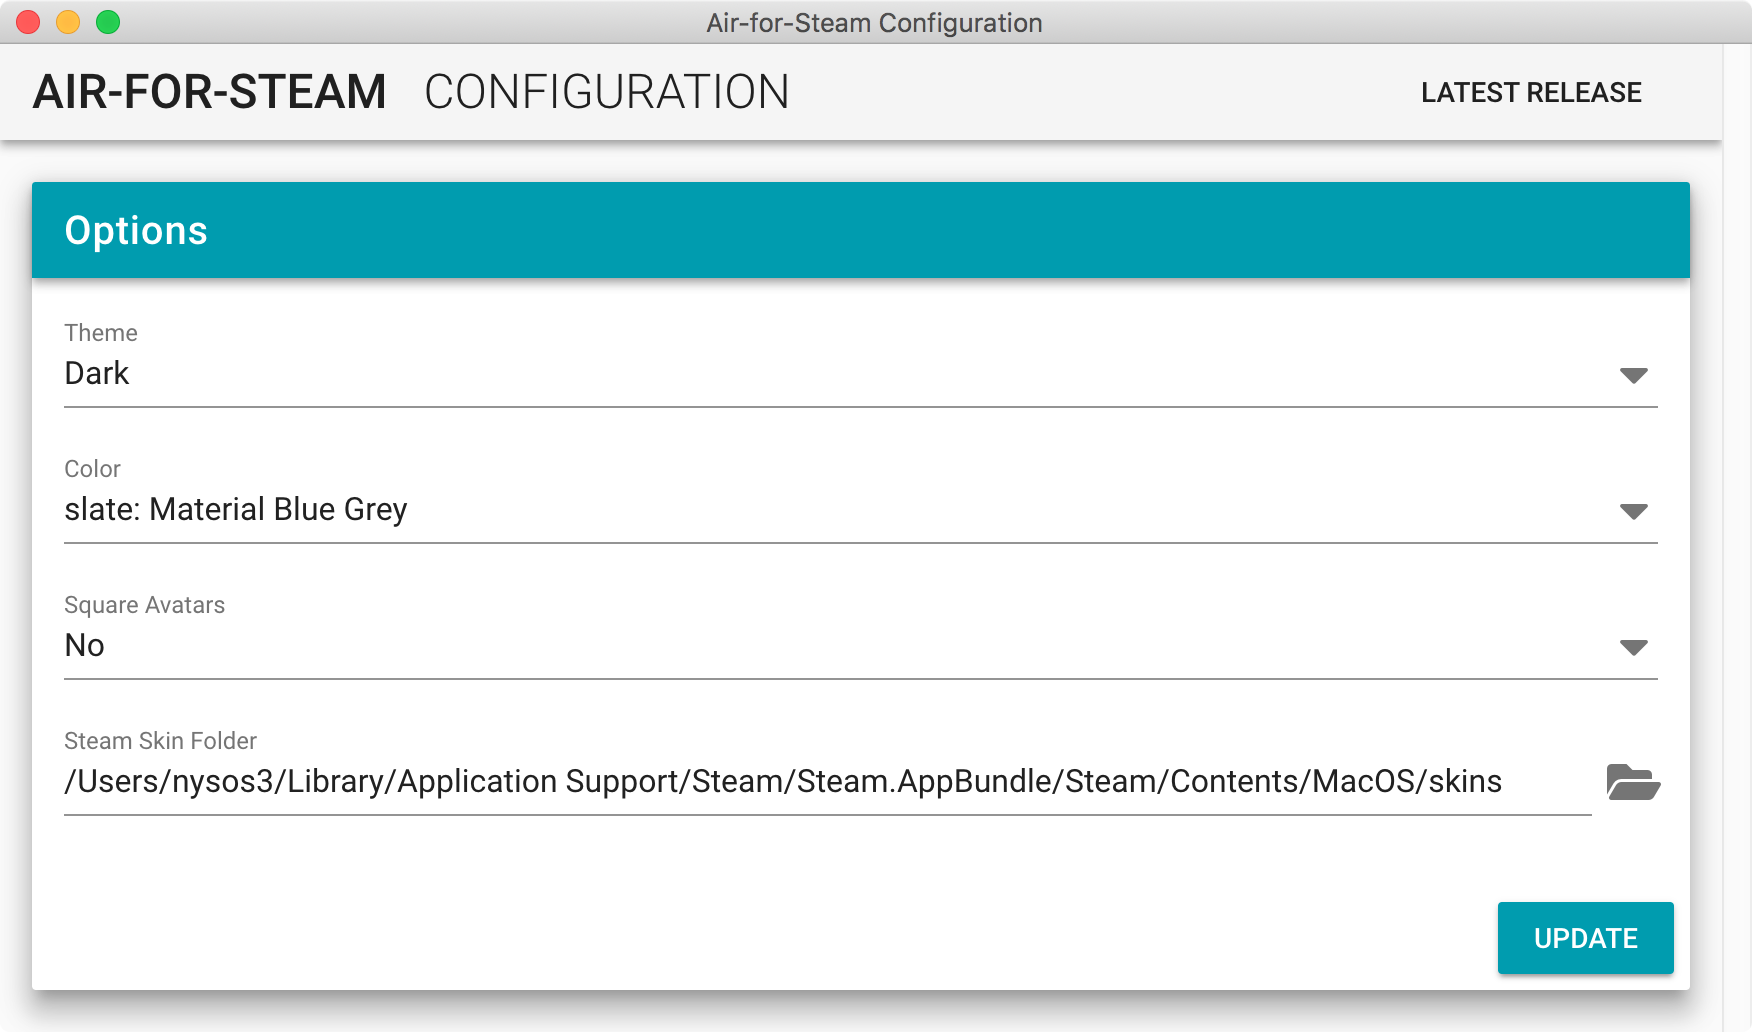 Air-for-Steam Configuration
AIR-FOR-STEAM CONFIGURATION
LATEST RELEASE
Options
Theme
Dark
Color
slate: Material Blue Grey
Square Avatars
No
Steam Skin Folder
/Users/nysos3/Library/Application Support/Steam/Steam.AppBundle/Steam/Contents/MacOS/skins
UPDATE